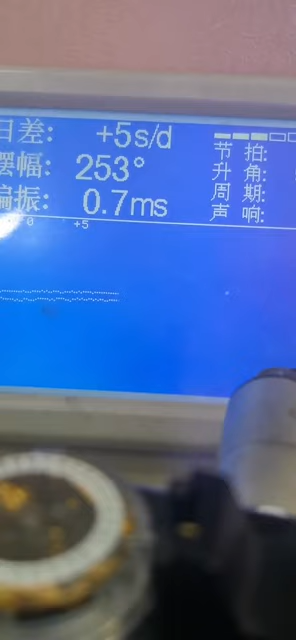 日差: +5s/d
摆幅: 253°
偏振: 0.7ms
节 拍:
升 角:
周 期:
声 响:
0 +5